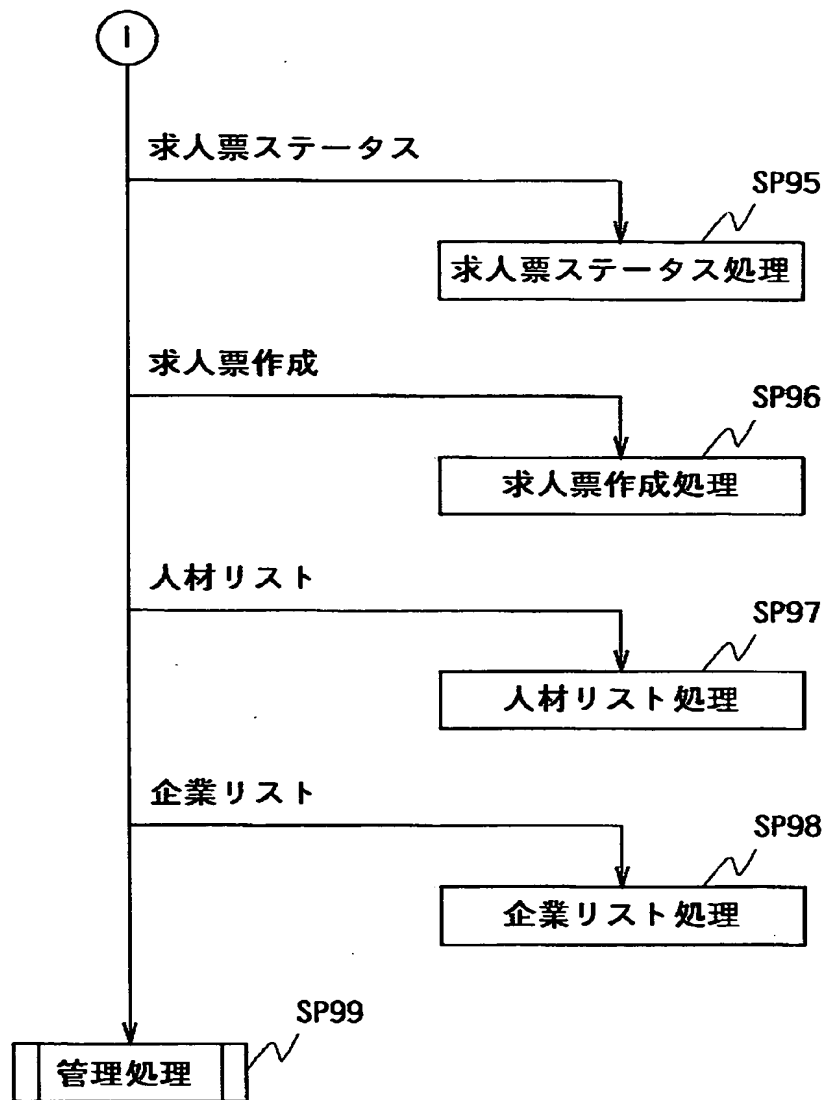 1
求人票ステータス
SP95
求人票ステータス処理
求人票作成
SP96
求人票作成処理
人材リスト
SP97
人材リスト処理
企業リスト
SP98
企業リスト処理
SP99
管理処理